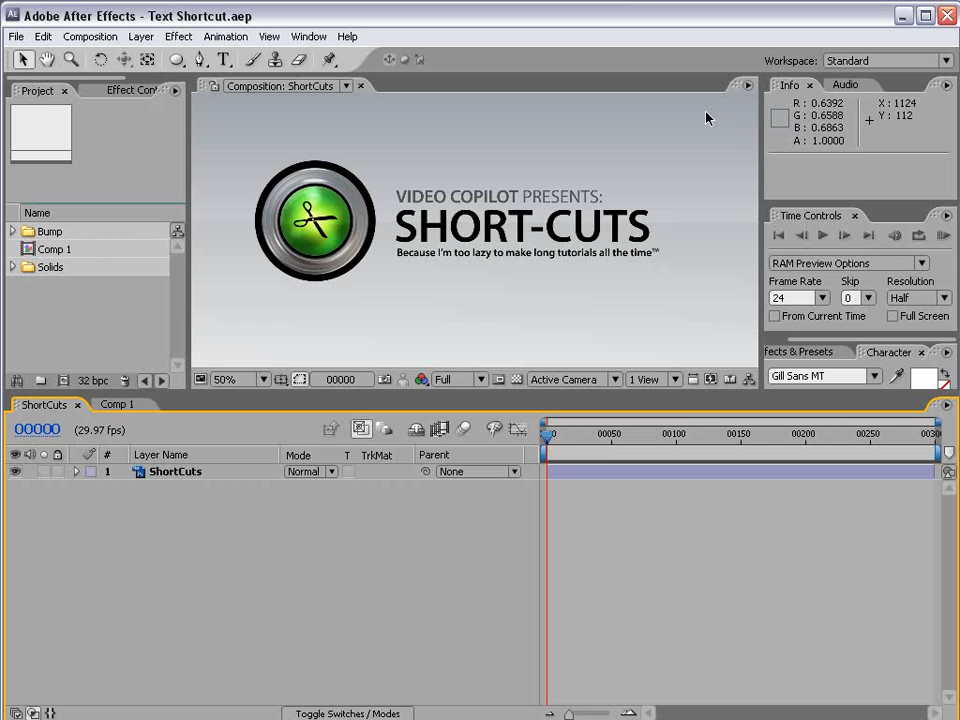 Adobe After Effects - Text Shortcut.aep
File Edit Composition Layer Effect Animation View Window Help
Workspace: Standard
Project
Effect Con
Composition: ShortCuts
Info
Audio
R: 0.6392
G: 0.6588
B: 0.6863
A: 1.0000
X: 1124
Y: 112
VIDEO COPILOT PRESENTS:
SHORT-CUTS
Because I'm too lazy to make long tutorials all the time™
Name
Bump
Comp 1
Solids
Time Controls
RAM Preview Options
Frame Rate Skip Resolution
24 0 Half
From Current Time Full Screen
ffects & Presets Character
Gill Sans MT
32 bpc
50% 00000 Full Active Camera 1 View
ShortCuts Comp 1
00000 (29.97 fps)
00050 00100 00150 00200 00250 0030
# Layer Name Mode T TrkMat Parent
1 ShortCuts Normal None
Toggle Switches / Modes